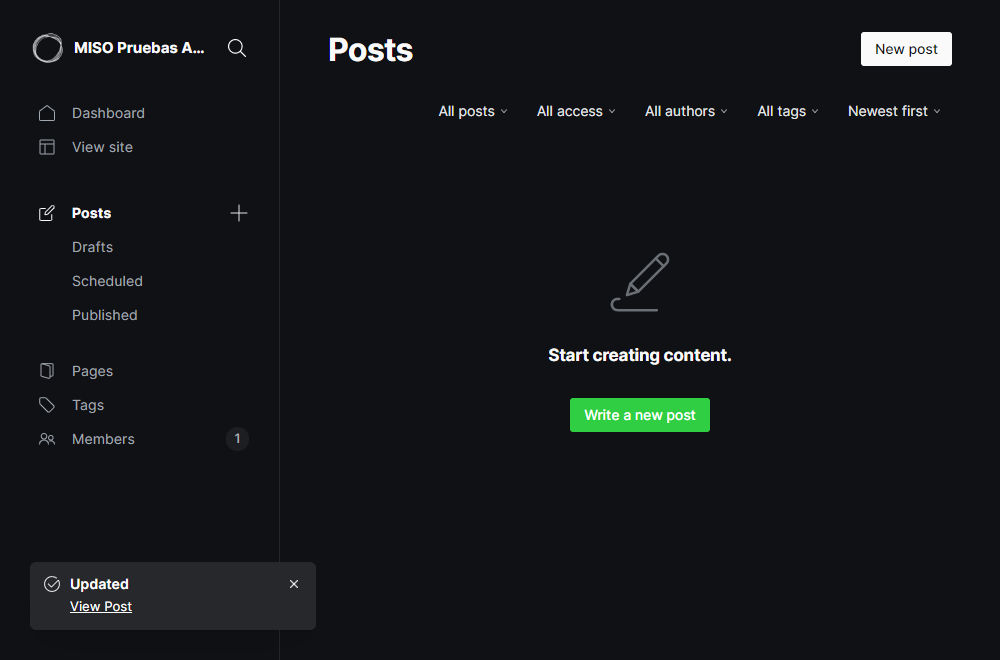 MISO Pruebas A...
Dashboard
View site
Posts
Drafts
Scheduled
Published
Pages
Tags
Members 1
Updated
View Post
Posts
New post
All posts All access All authors All tags Newest first
Start creating content.
Write a new post